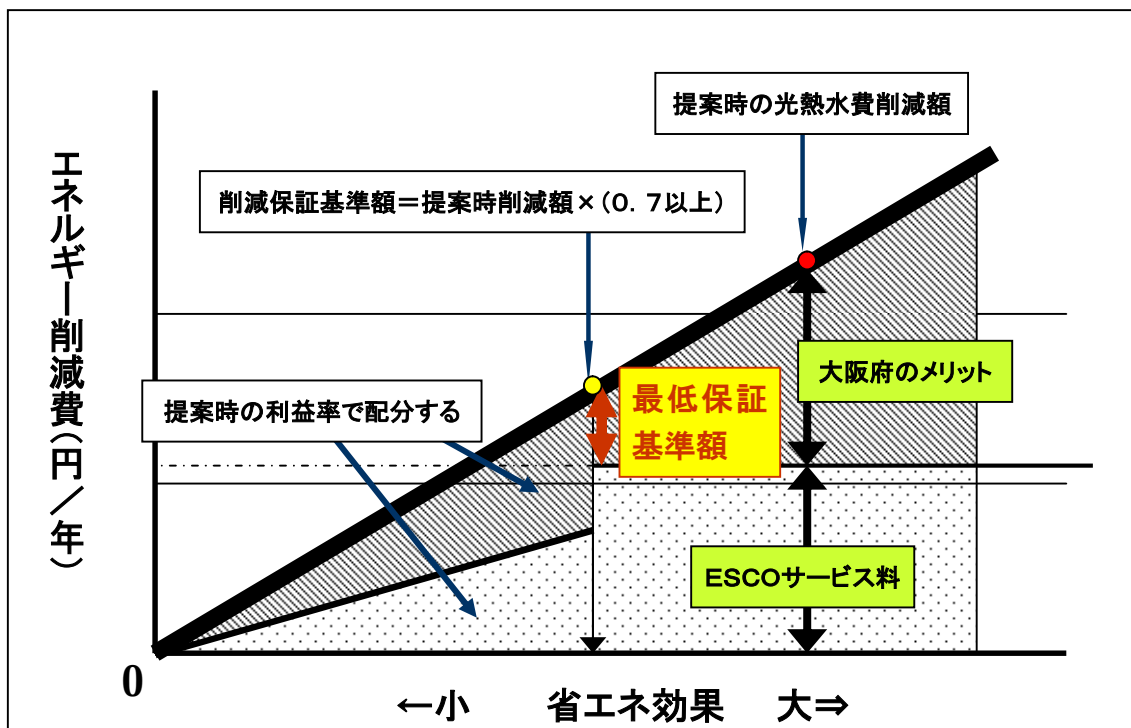 提案時の光熱水費削減額
削減保証基準額＝提案時削減額×（０．７以上）
エネルギー削減費（円／年）
大阪府のメリット
提案時の利益率で配分する
最低保証
基準額
ESCOサービス料
0
←小　省エネ効果　大⇒